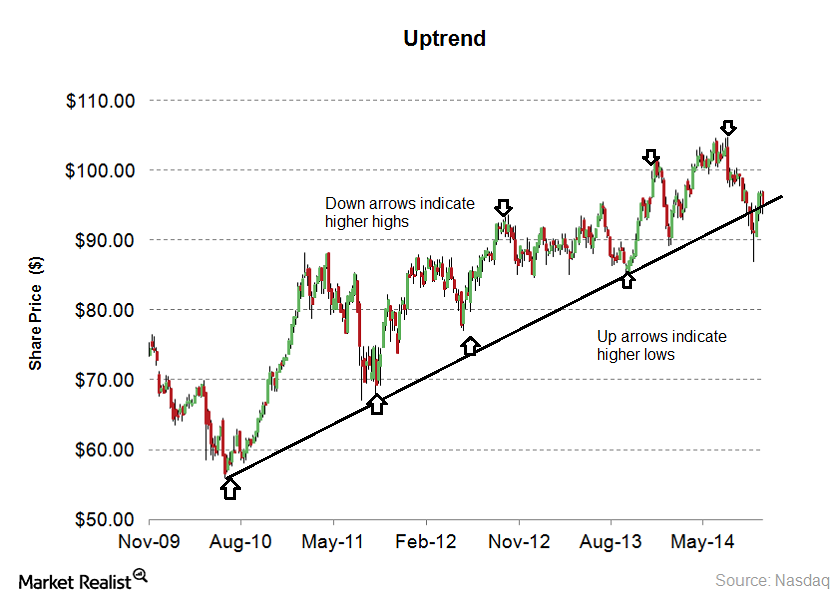 Uptrend
$110.00
$100.00
$90.00
$80.00
$70.00
$60.00
$50.00
Share Price ($)
Down arrows indicate
higher highs
Up arrows indicate
higher lows
Nov-09 Aug-10 May-11 Feb-12 Nov-12 Aug-13 May-14
Market Realist
Source: Nasdaq